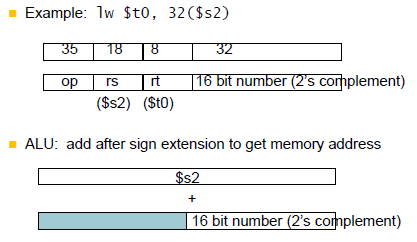 Example: lw $t0, 32($s2)
35 18 8 32
op rs rt 16 bit number (2's complement)
($s2) ($t0)
ALU: add after sign extension to get memory address
$s2
+
16 bit number (2's complement)